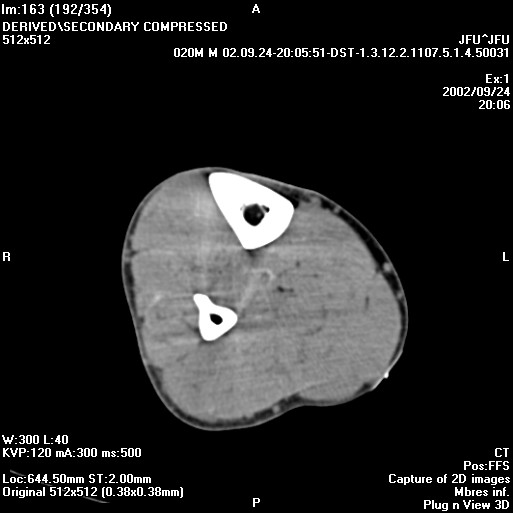 Im:163 (192/354)
A
DERIVED\SECONDARY COMPRESSED
512x512
JFU^JFU
020M M 02.09.24-20:05:51-DST-1.3.12.2.1107.5.1.4.50031
Ex:1
2002/09/24
20:06
R
L
W:300 L:40
KVP:120 mA:300 ms:500
CT
Pos:FFS
Loc:644.50mm ST:2.00mm
Capture of 2D images
Original 512x512 (0.38x0.38mm)
Mbres inf.
P
Plug n View 3D